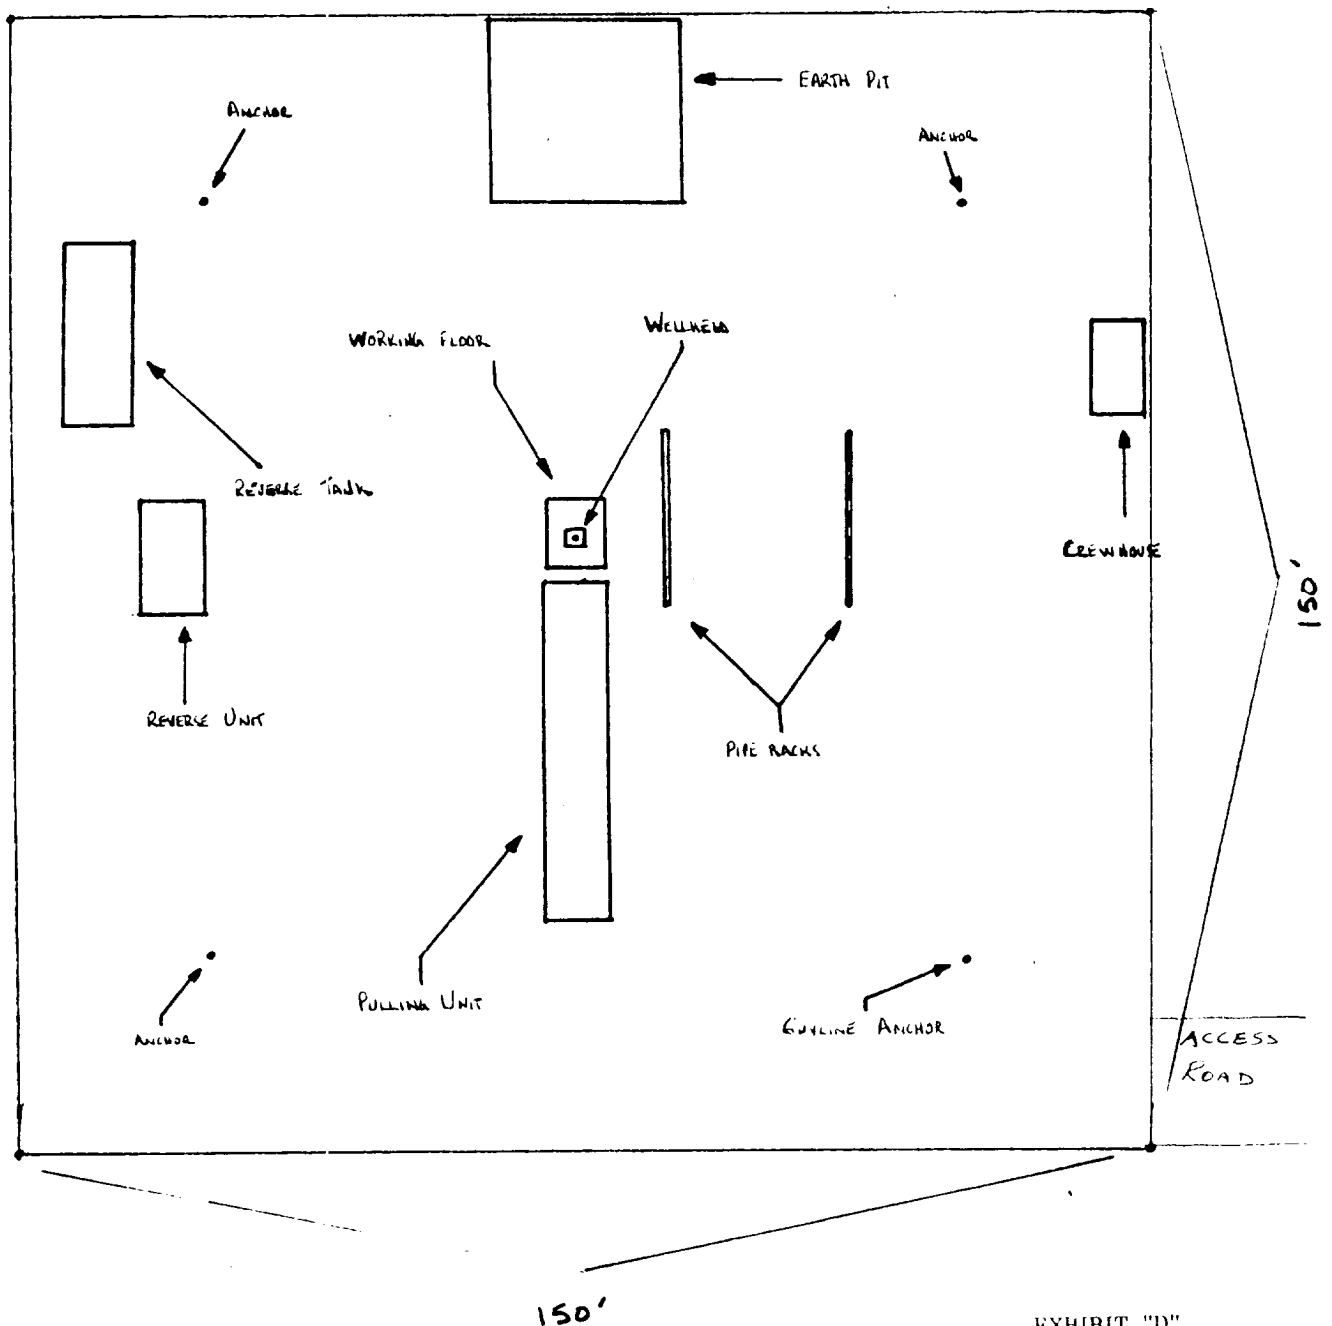 EARTH PIT
ANCHOR
ANCHOR
WELLHEAD
WORKING FLOOR
REVERSE TANK
CREWHOUSE
150'
REVERSE UNIT
PIPE RACKS
PULLING UNIT
GUYLINE ANCHOR
ANCHOR
ACCESS
ROAD
150'
EXHIBIT "D"